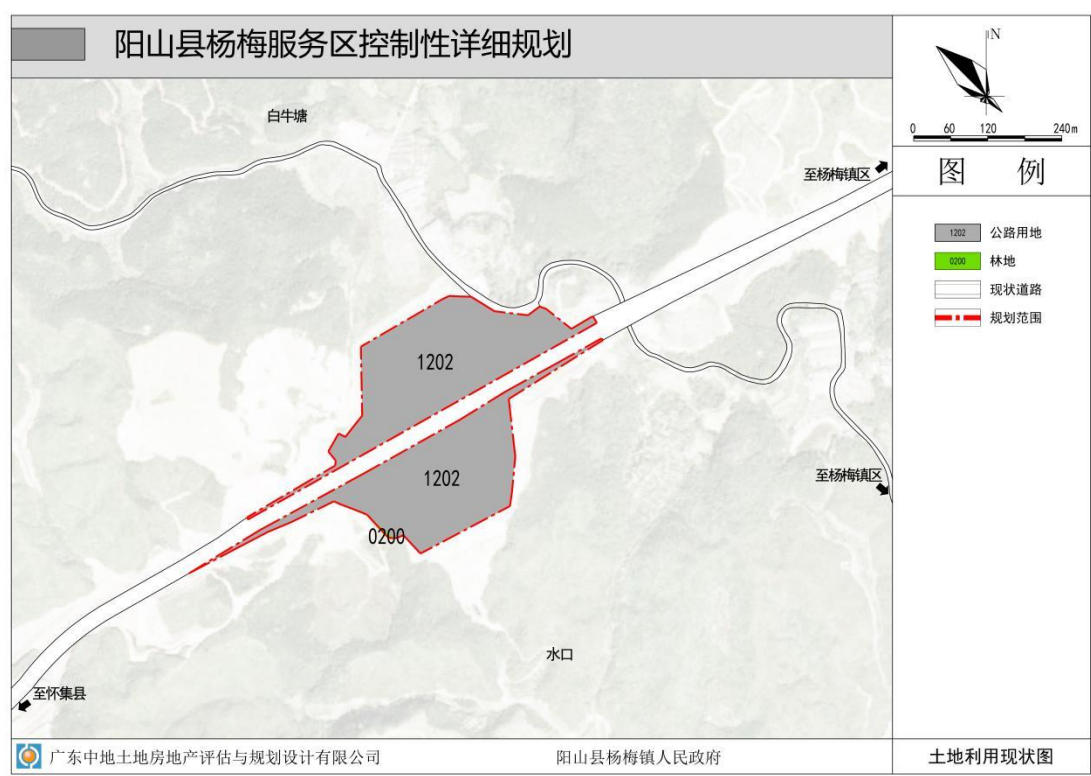 阳山县杨梅服务区控制性详细规划
N
0 60 120 240m
图 例
1202 公路用地
0200 林地
现状道路
规划范围
白牛塘
至杨梅镇区
1202
1202
至杨梅镇区
0200
水口
至怀集县
广东中地土地房地产评估与规划设计有限公司
阳山县杨梅镇人民政府
土地利用现状图